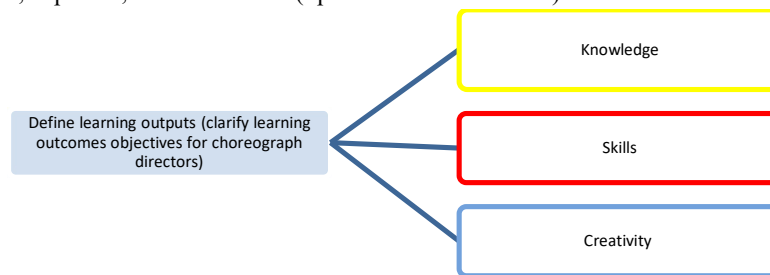 Knowledge
Define learning outputs (clarify learning
outcomes objectives for choreograph
directors)
Skills
Creativity